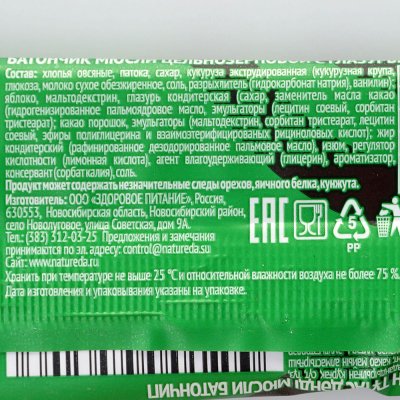 БАТОНЧИК МЮСЛИ ЦЕЛЬНОЗЕРНОВОЙ С ГЛАЗУРЬЮ
Состав: хлопья овсяные, патока, сахар, кукуруза экструдированная (кукурузная крупа,
глюкоза, молоко сухое обезжиренное, соль, разрыхлитель (гидрокарбонат натрия), ванилин);
яблоко, мальтодекстрин, глазурь кондитерская (сахар, заменитель масла какао
(гидрогенизированное пальмоядровое масло, эмульгаторы (лецитин соевый, сорбитан
тристеарат); какао порошок, эмульгаторы (мальтодекстрин, сорбитан тристеарат, лецитин
соевый, эфиры полиглицерина и взаимоэтерифицированных рициноловых кислот); жир
кондитерский (рафинированное дезодорированное пальмовое масло), изюм, регулятор
кислотности (лимонная кислота), агент влагоудерживающий (глицерин), ароматизатор,
консервант(сорбат калия), соль.
Продукт может содержать незначительные следы орехов, яичного белка, кунжута.
Изготовитель: ООО «ЗДОРОВОЕ ПИТАНИЕ», Россия,
630553, Новосибирская область, Новосибирский район,
село Новолуговое, улица Советская, дом 9А.
Тел.: (383) 312-03-25 Предложения и замечания
принимаются по эл. адресу: control@natureda.ru
Сайт: www.natureda.ru
EAC
5
PP
Хранить при температуре не выше 25 °С и относительной влажности воздуха не более 75 %.
Дата изготовления и упаковывания указаны на упаковке.
МЮСЛИ БАТОНЧИ